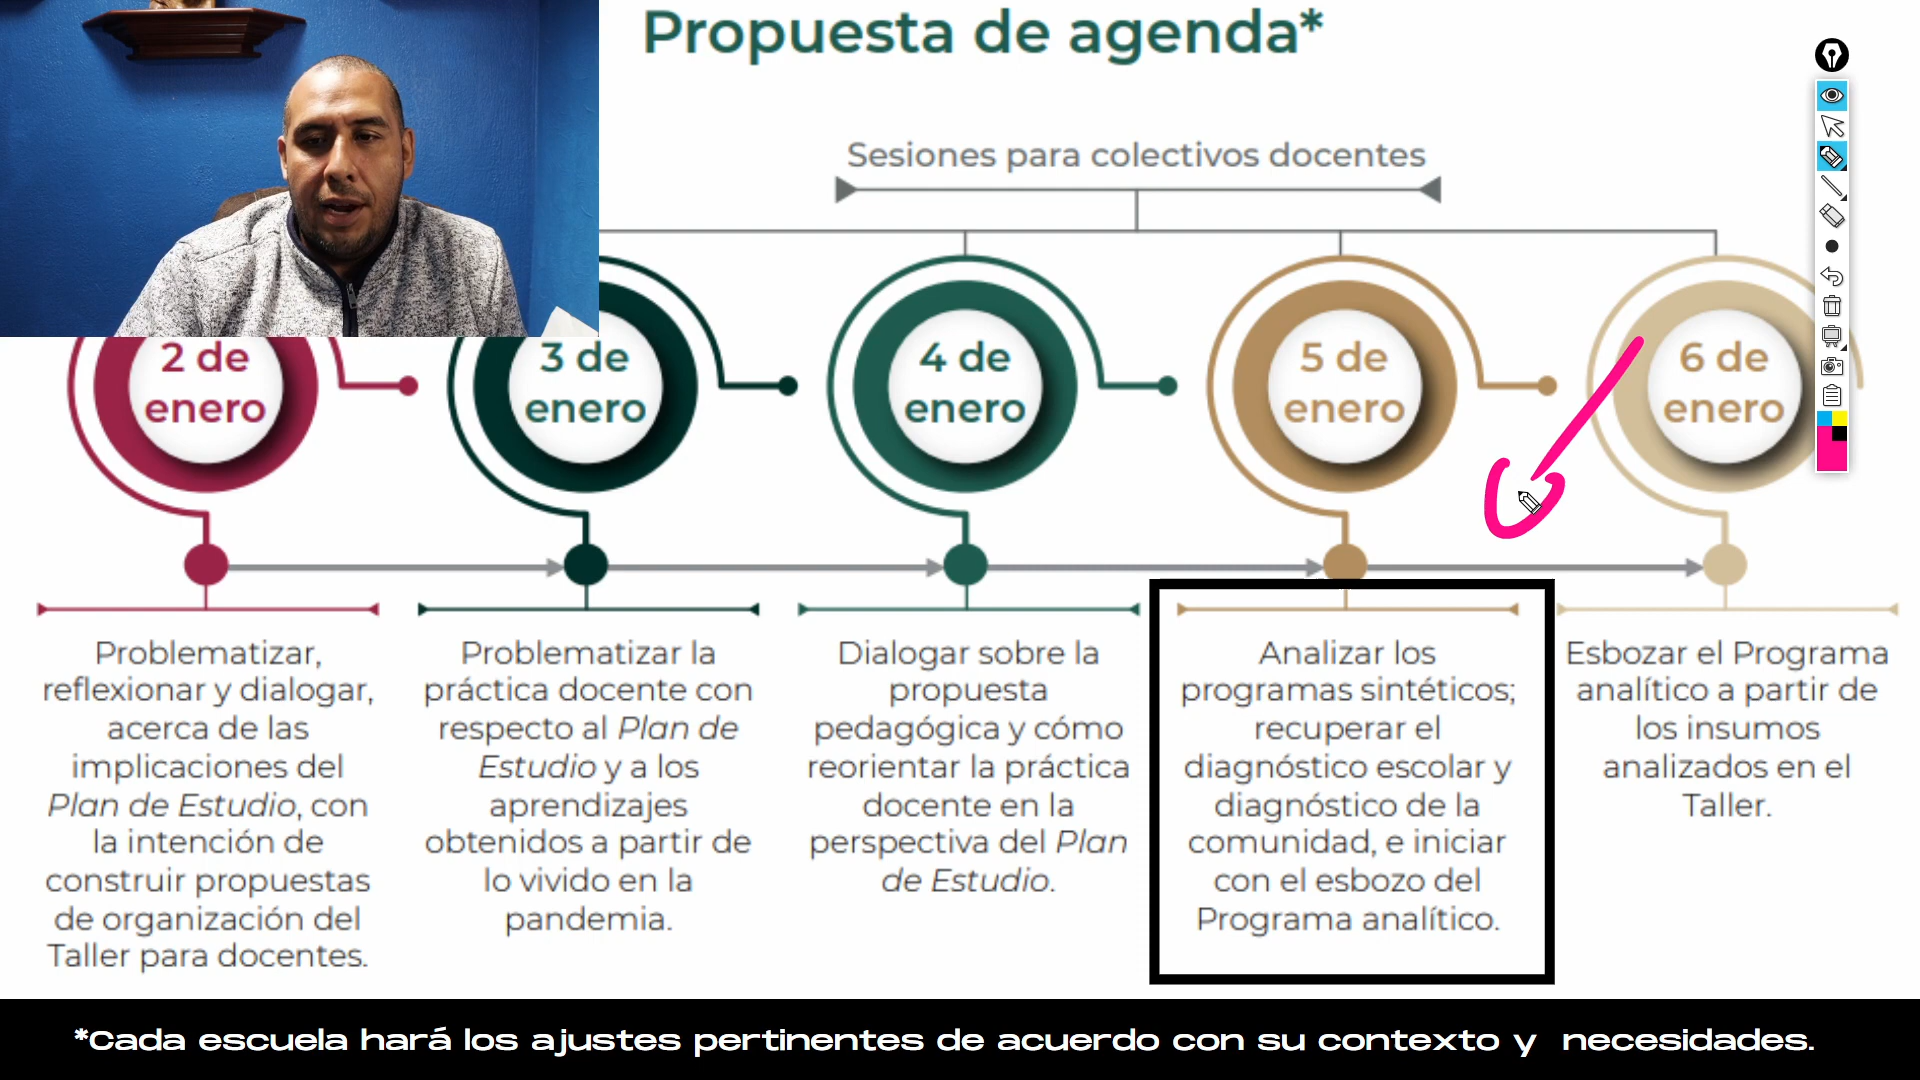 Propuesta de agenda*
Sesiones para colectivos docentes
2 de
enero
3 de
enero
4 de
enero
5 de
enero
6 de
enero
Problematizar,
reflexionar y dialogar,
acerca de las
implicaciones del
Plan de Estudio, con
la intención de
construir propuestas
de organización del
Taller para docentes.
Problematizar la
práctica docente con
respecto al Plan de
Estudio y a los
aprendizajes
obtenidos a partir de
lo vivido en la
pandemia.
Dialogar sobre la
propuesta
pedagógica y cómo
reorientar la práctica
docente en la
perspectiva del Plan
de Estudio.
Analizar los
programas sintéticos;
recuperar el
diagnóstico escolar y
diagnóstico de la
comunidad, e iniciar
con el esbozo del
Programa analítico.
Esbozar el Programa
analítico a partir de
los insumos
analizados en el
Taller.
*Cada escuela hará los ajustes pertinentes de acuerdo con su contexto y necesidades.